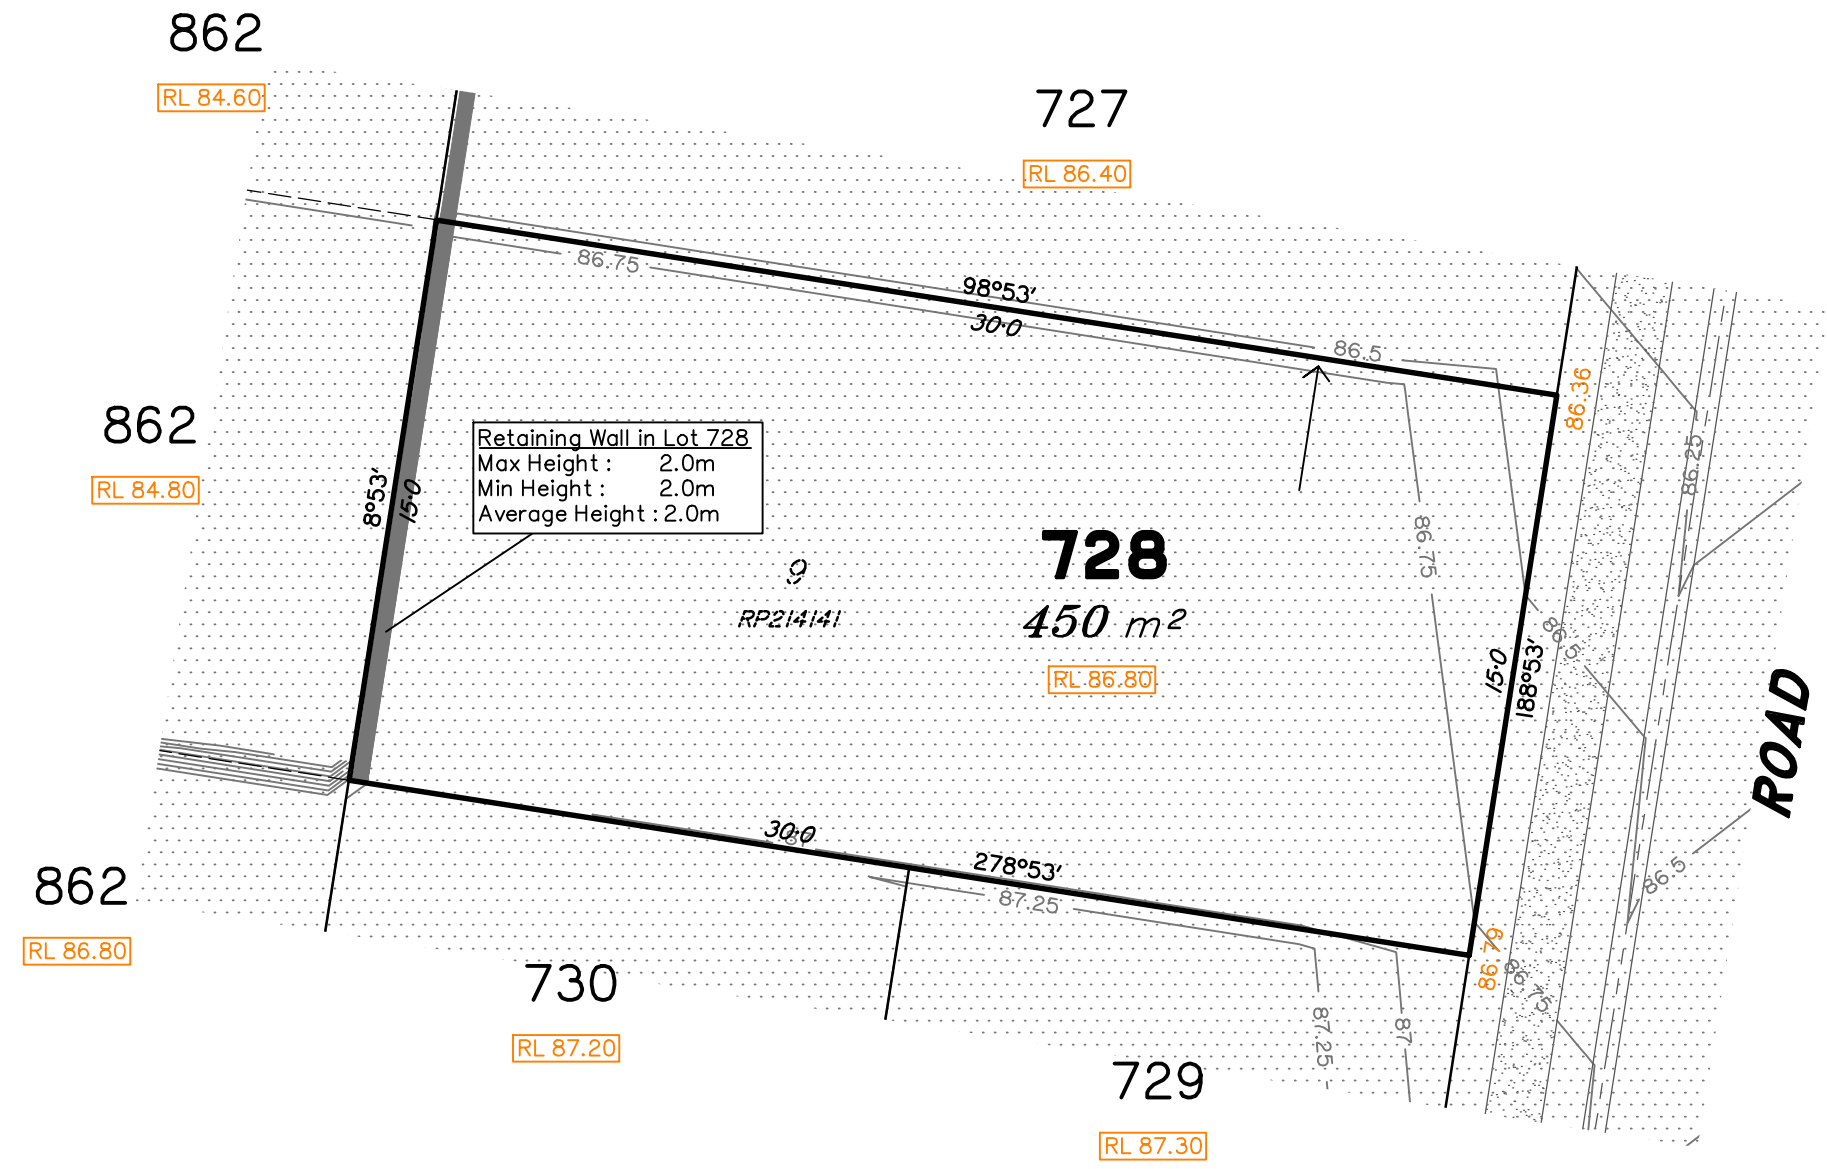 862
RL 84.60
727
RL 86.40
86.75
98°53'
30·0
86.5
86.36
86.25
862
RL 84.80
8°53'
15·0
Retaining Wall in Lot 728
Max Height : 2.0m
Min Height : 2.0m
Average Height : 2.0m
86.75
9
RP214141
728
450 m²
RL 86.80
86.5
15·0
188°53'
ROAD
30·0
87
278°53'
87.25
86.5
862
RL 86.80
86.79
86.75
730
RL 87.20
87.25
87
729
RL 87.30